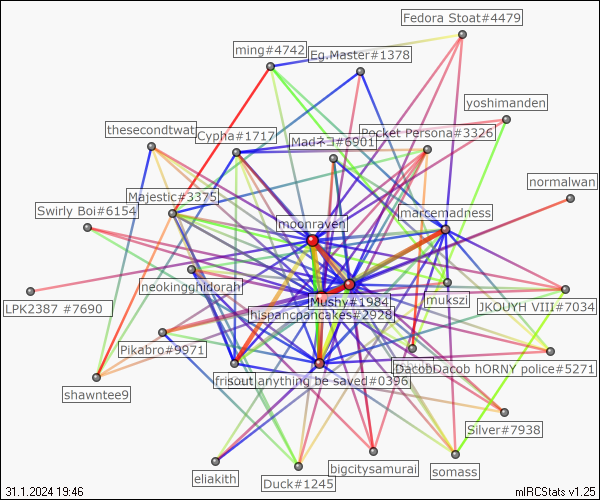 Fedora Stoat#4479
ming#4742
Eg.Master#1378
yoshimanden
thesecondtwat
Cypha#1717
Madネコ#6901
Pocket Persona#3326
normalwan
Majestic#3375
Swirly Boi#6154
marcemadness
moonraven
neokingghidorah
mukszi
LPK2387 #7690
Mushy#1984
JKOUYH VIII#7034
hispancpancakes#2928
Pikabro#9971
DacobDacob hORNY police#5271
frisout anything be saved#0396
shawntee9
Silver#7938
bigcitysamurai
somass
eliakith
Duck#1245
31.1.2024 19:46
mIRCStats v1.25